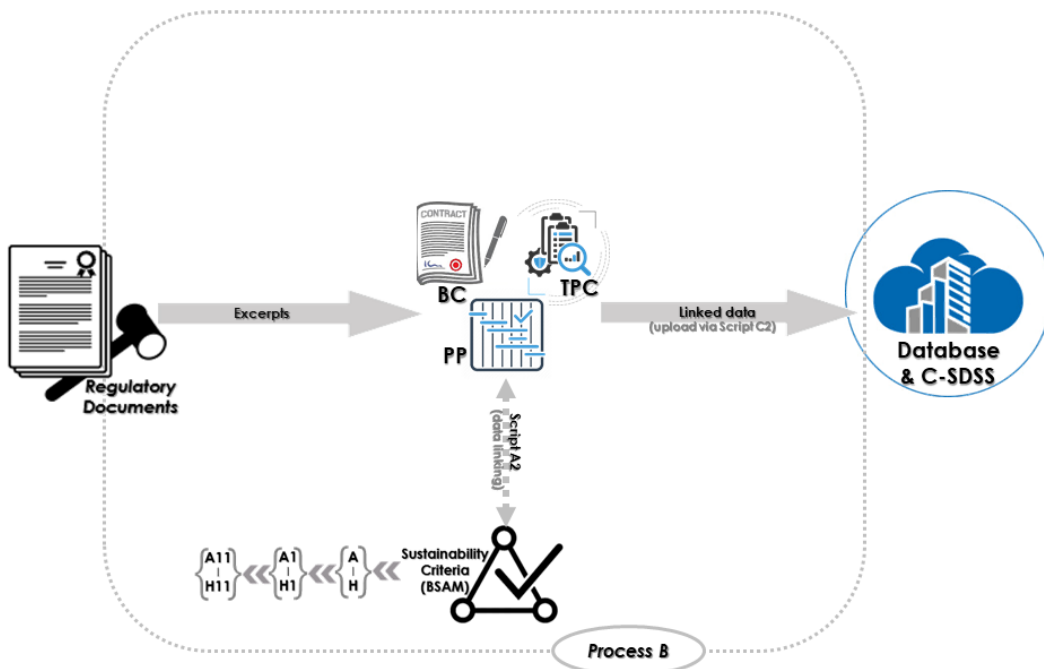 CONTRACT
BC
TPC
PP
Excerpts
Linked data
(upload via Script C2)
Regulatory
Documents
Database
& C-SDSS
Script A2
(data linking)
Sustainability
Criteria
(BSAM)
A11
|
H11
A1
|
H1
A
|
H
Process B